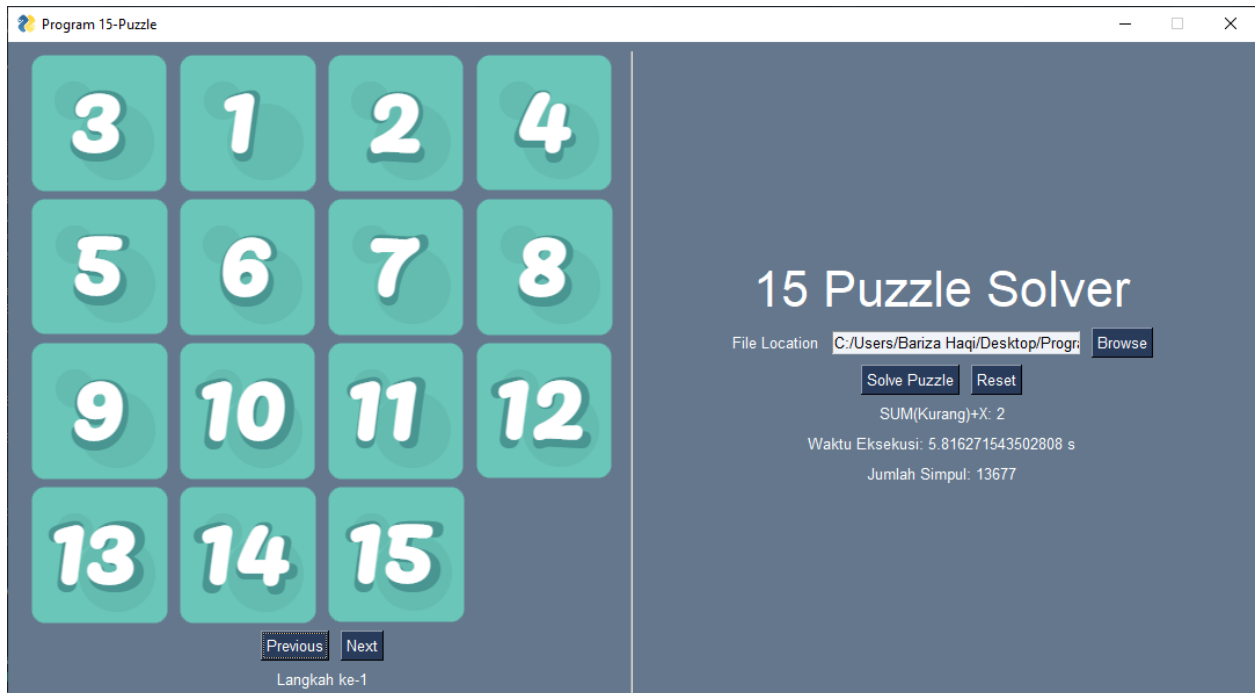 Program 15-Puzzle
3 1 2 4
5 6 7 8
9 10 11 12
13 14 15
Previous Next
Langkah ke-1
15 Puzzle Solver
File Location C:/Users/Bariza Haqi/Desktop/Progra Browse
Solve Puzzle Reset
SUM(Kurang)+X: 2
Waktu Eksekusi: 5.816271543502808 s
Jumlah Simpul: 13677